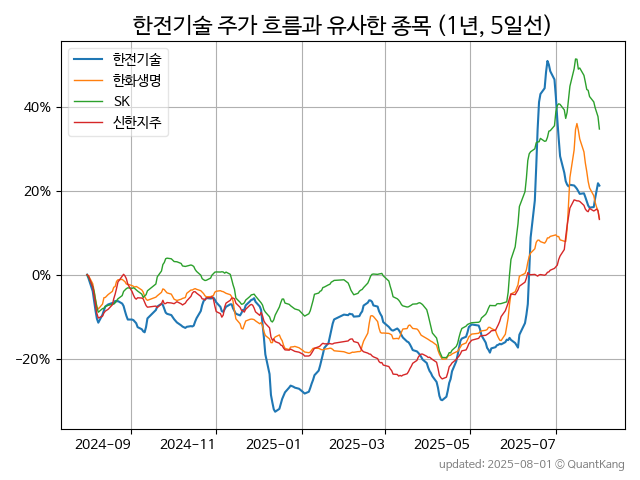 한전기술 주가 흐름과 유사한 종목 (1년, 5일선)
한전기술
한화생명
SK
신한지주
40%
20%
0%
−20%
2024−09
2024−11
2025−01
2025−03
2025−05
2025−07
updated: 2025-08-01 © QuantKang